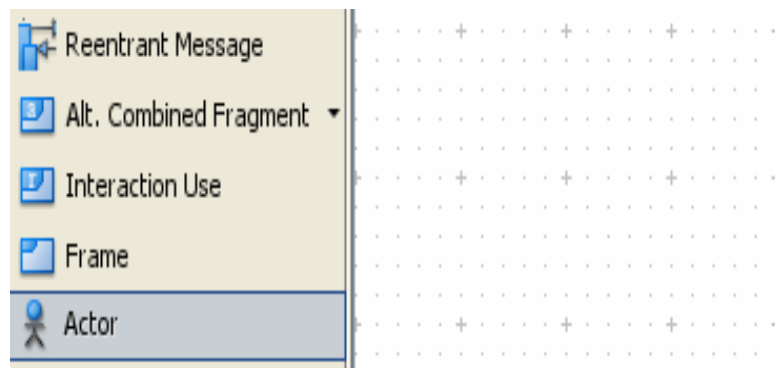 Reentrant Message
Alt. Combined Fragment
Interaction Use
Frame
Actor